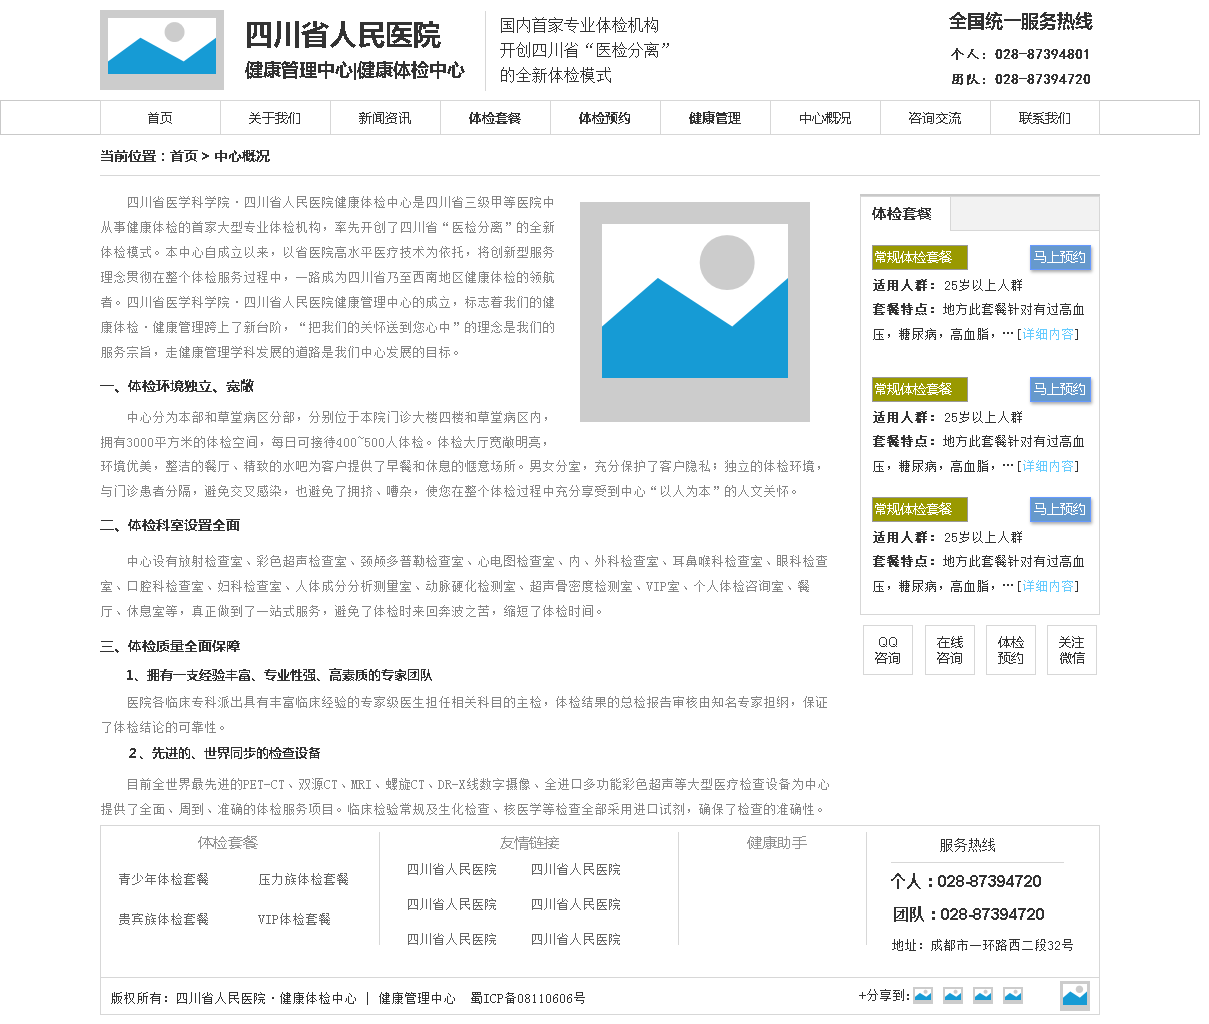 四川省人民医院
健康管理中心|健康体检中心
国内首家专业体检机构
开创四川省“医检分离”
的全新体检模式
全国统一服务热线
个人：028-87394801
团队：028-87394720
首页 关于我们 新闻资讯 体检套餐 体检预约 健康管理 中心概况 咨询交流 联系我们
当前位置：首页 > 中心概况
四川省医学科学院·四川省人民医院健康体检中心是四川省三级甲等医院中
从事健康体检的首家大型专业体检机构，率先开创了四川省“医检分离”的全新
体检模式。本中心自成立以来，以省医院高水平医疗技术为依托，将创新型服务
理念贯彻在整个体检服务过程中，一路成为四川省乃至西南地区健康体检的领航
者。四川省医学科学院·四川省人民医院健康管理中心的成立，标志着我们的健
康体检·健康管理跨上了新台阶，“把我们的关怀送到您心中”的理念是我们的
服务宗旨，走健康管理学科发展的道路是我们中心发展的目标。
一、体检环境独立、宽敞
中心分为本部和草堂病区分部，分别位于本院门诊大楼四楼和草堂病区内，
拥有3000平方米的体检空间，每日可接待400~500人体检。体检大厅宽敞明亮，
环境优美，整洁的餐厅、精致的水吧为客户提供了早餐和休息的惬意场所。男女分室，充分保护了客户隐私；独立的体检环境，
与门诊患者分隔，避免交叉感染，也避免了拥挤、嘈杂，使您在整个体检过程中充分享受到中心“以人为本”的人文关怀。
二、体检科室设置全面
中心设有放射检查室、彩色超声检查室、颈颅多普勒检查室、心电图检查室、内、外科检查室、耳鼻喉科检查室、眼科检查
室、口腔科检查室、妇科检查室、人体成分分析测量室、动脉硬化检测室、超声骨密度检测室、VIP室、个人体检咨询室、餐
厅、休息室等，真正做到了一站式服务，避免了体检时来回奔波之苦，缩短了体检时间。
三、体检质量全面保障
1、拥有一支经验丰富、专业性强、高素质的专家团队
医院各临床专科派出具有丰富临床经验的专家级医生担任相关科目的主检，体检结果的总检报告审核由知名专家担纲，保证
了体检结论的可靠性。
2、先进的、世界同步的检查设备
目前全世界最先进的PET-CT、双源CT、MRI、螺旋CT、DR-X线数字摄像、全进口多功能彩色超声等大型医疗检查设备为中心
提供了全面、周到、准确的体检服务项目。临床检验常规及生化检查、核医学等检查全部采用进口试剂，确保了检查的准确性。
体检套餐
常规体检套餐 马上预约
适用人群：25岁以上人群
套餐特点：地方此套餐针对有过高血
压，糖尿病，高血脂，…[详细内容]
常规体检套餐 马上预约
适用人群：25岁以上人群
套餐特点：地方此套餐针对有过高血
压，糖尿病，高血脂，…[详细内容]
常规体检套餐 马上预约
适用人群：25岁以上人群
套餐特点：地方此套餐针对有过高血
压，糖尿病，高血脂，…[详细内容]
QQ 在线 体检 关注
咨询 咨询 预约 微信
体检套餐
青少年体检套餐 压力族体检套餐
贵宾族体检套餐 VIP体检套餐
友情链接
四川省人民医院 四川省人民医院
四川省人民医院 四川省人民医院
四川省人民医院 四川省人民医院
健康助手
服务热线
个人：028-87394720
团队：028-87394720
地址：成都市一环路西二段32号
版权所有：四川省人民医院·健康体检中心 | 健康管理中心 蜀ICP备08110606号
+分享到: